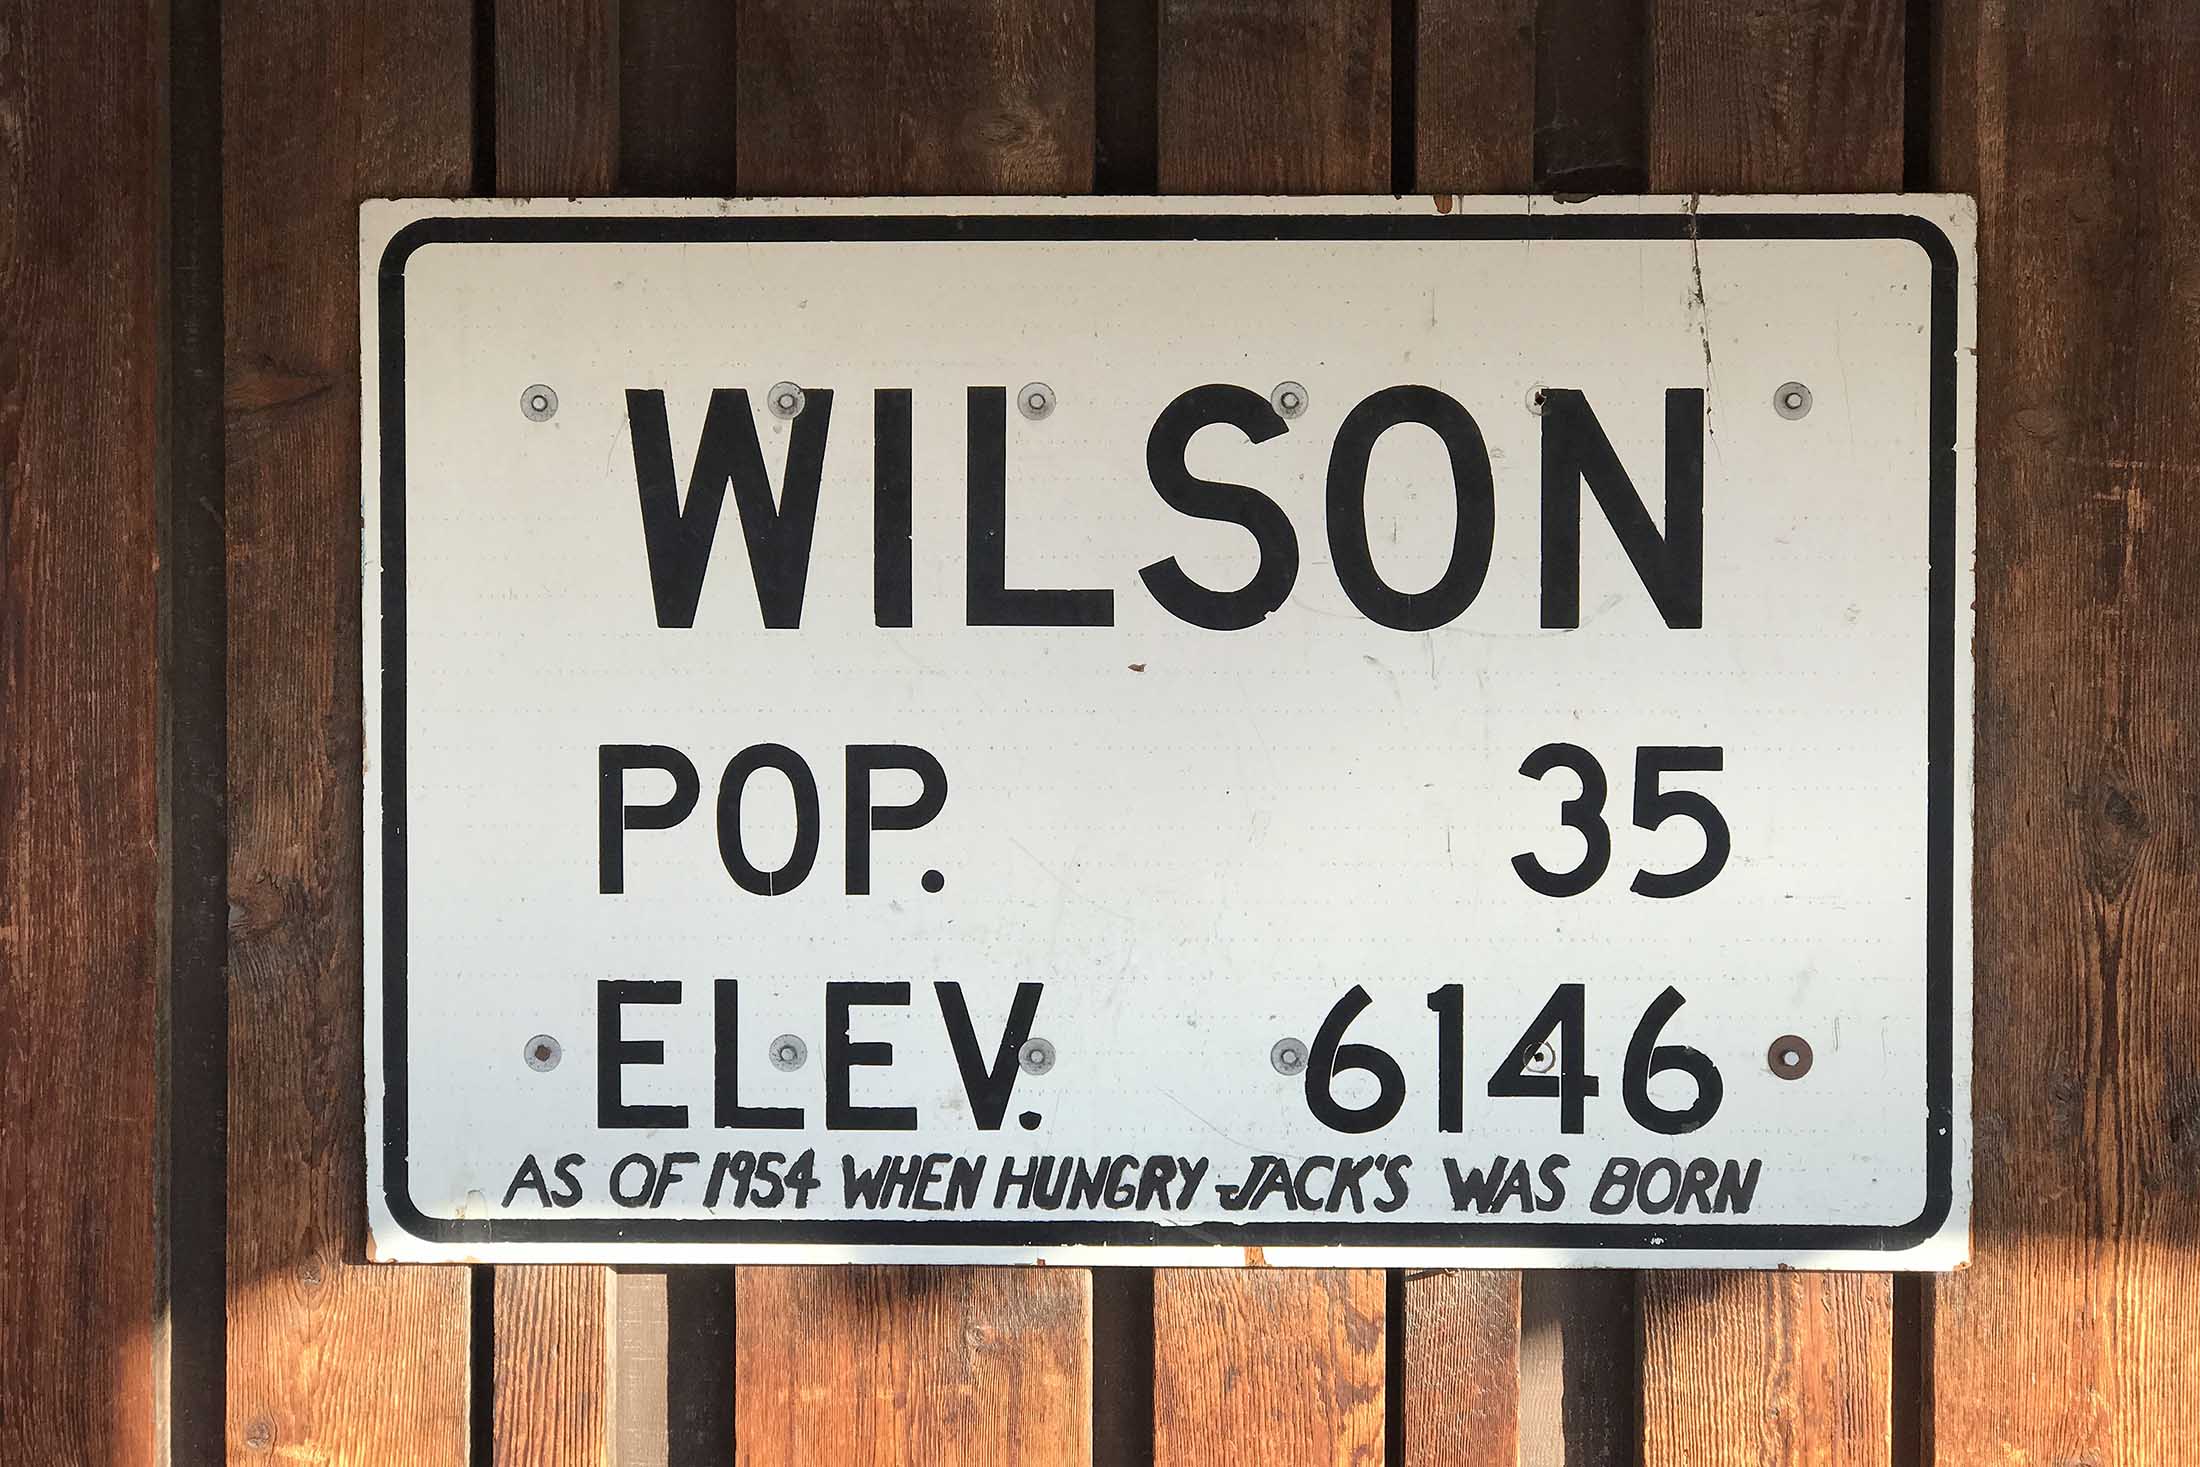 WILSON
POP. 35
ELEV. 6146
AS OF 1954 WHEN HUNGRY JACK'S WAS BORN